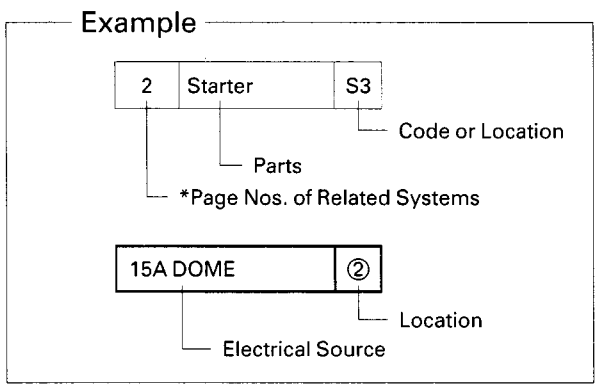 Example
2 Starter S3
Code or Location
Parts
*Page Nos. of Related Systems
15A DOME ②
Location
Electrical Source